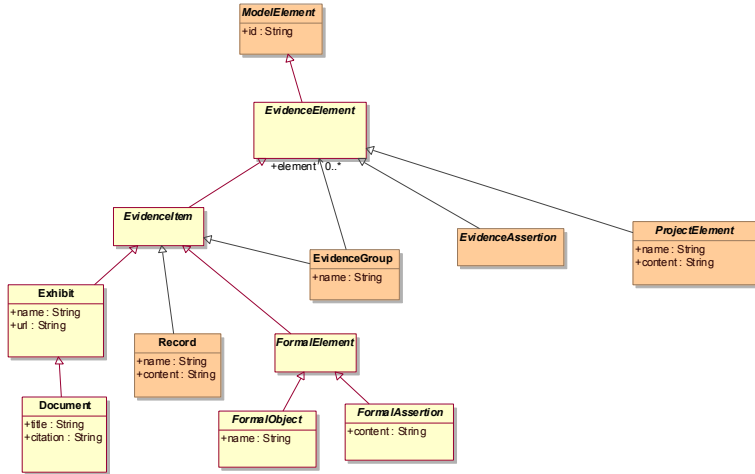 ModelElement
+id : String
EvidenceElement
+element 0..*
EvidenceItem
EvidenceGroup
+name : String
EvidenceAssertion
ProjectElement
+name : String
+content : String
Exhibit
+name : String
+url : String
Record
+name : String
+content : String
FormalElement
Document
+title : String
+citation : String
FormalObject
+name : String
FormalAssertion
+content : String